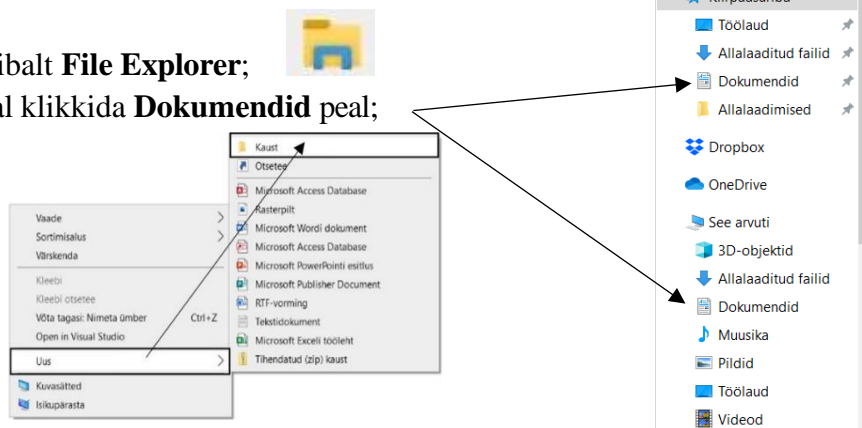 ibalt File Explorer;
al klikkida Dokumendid peal;
Vaade
Sortimisalus
Värskenda
Kleebi
Kleebi otsetee
Võta tagasi: Nimeta ümber Ctrl+Z
Open in Visual Studio
Uus
Kuvasätted
Isikupärasta
Kaust
Otsetee
Microsoft Access Database
Rasterpilt
Microsoft Wordi dokument
Microsoft Access Database
Microsoft PowerPointi esitlus
Microsoft Publisher Document
RTF-vorming
Tekstidokument
Microsoft Exceli tööleht
Tihendatud (zip) kaust
Töölaud
Allalaaditud failid
Dokumendid
Allalaadimised
Dropbox
OneDrive
See arvuti
3D-objektid
Allalaaditud failid
Dokumendid
Muusika
Pildid
Töölaud
Videod